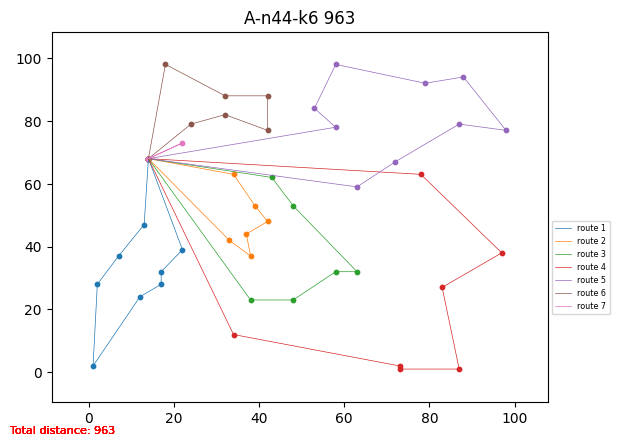 A-n44-k6 963
100
80
60
40
20
0
0 20 40 60 80 100
route 1
route 2
route 3
route 4
route 5
route 6
route 7
Total distance: 963